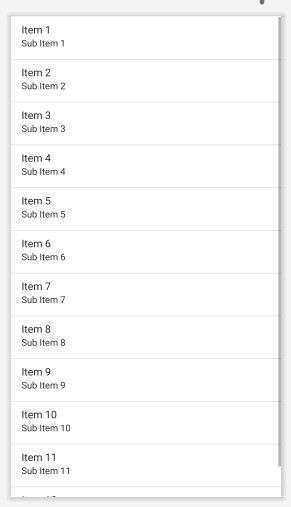 Item 1
Sub Item 1
Item 2
Sub Item 2
Item 3
Sub Item 3
Item 4
Sub Item 4
Item 5
Sub Item 5
Item 6
Sub Item 6
Item 7
Sub Item 7
Item 8
Sub Item 8
Item 9
Sub Item 9
Item 10
Sub Item 10
Item 11
Sub Item 11